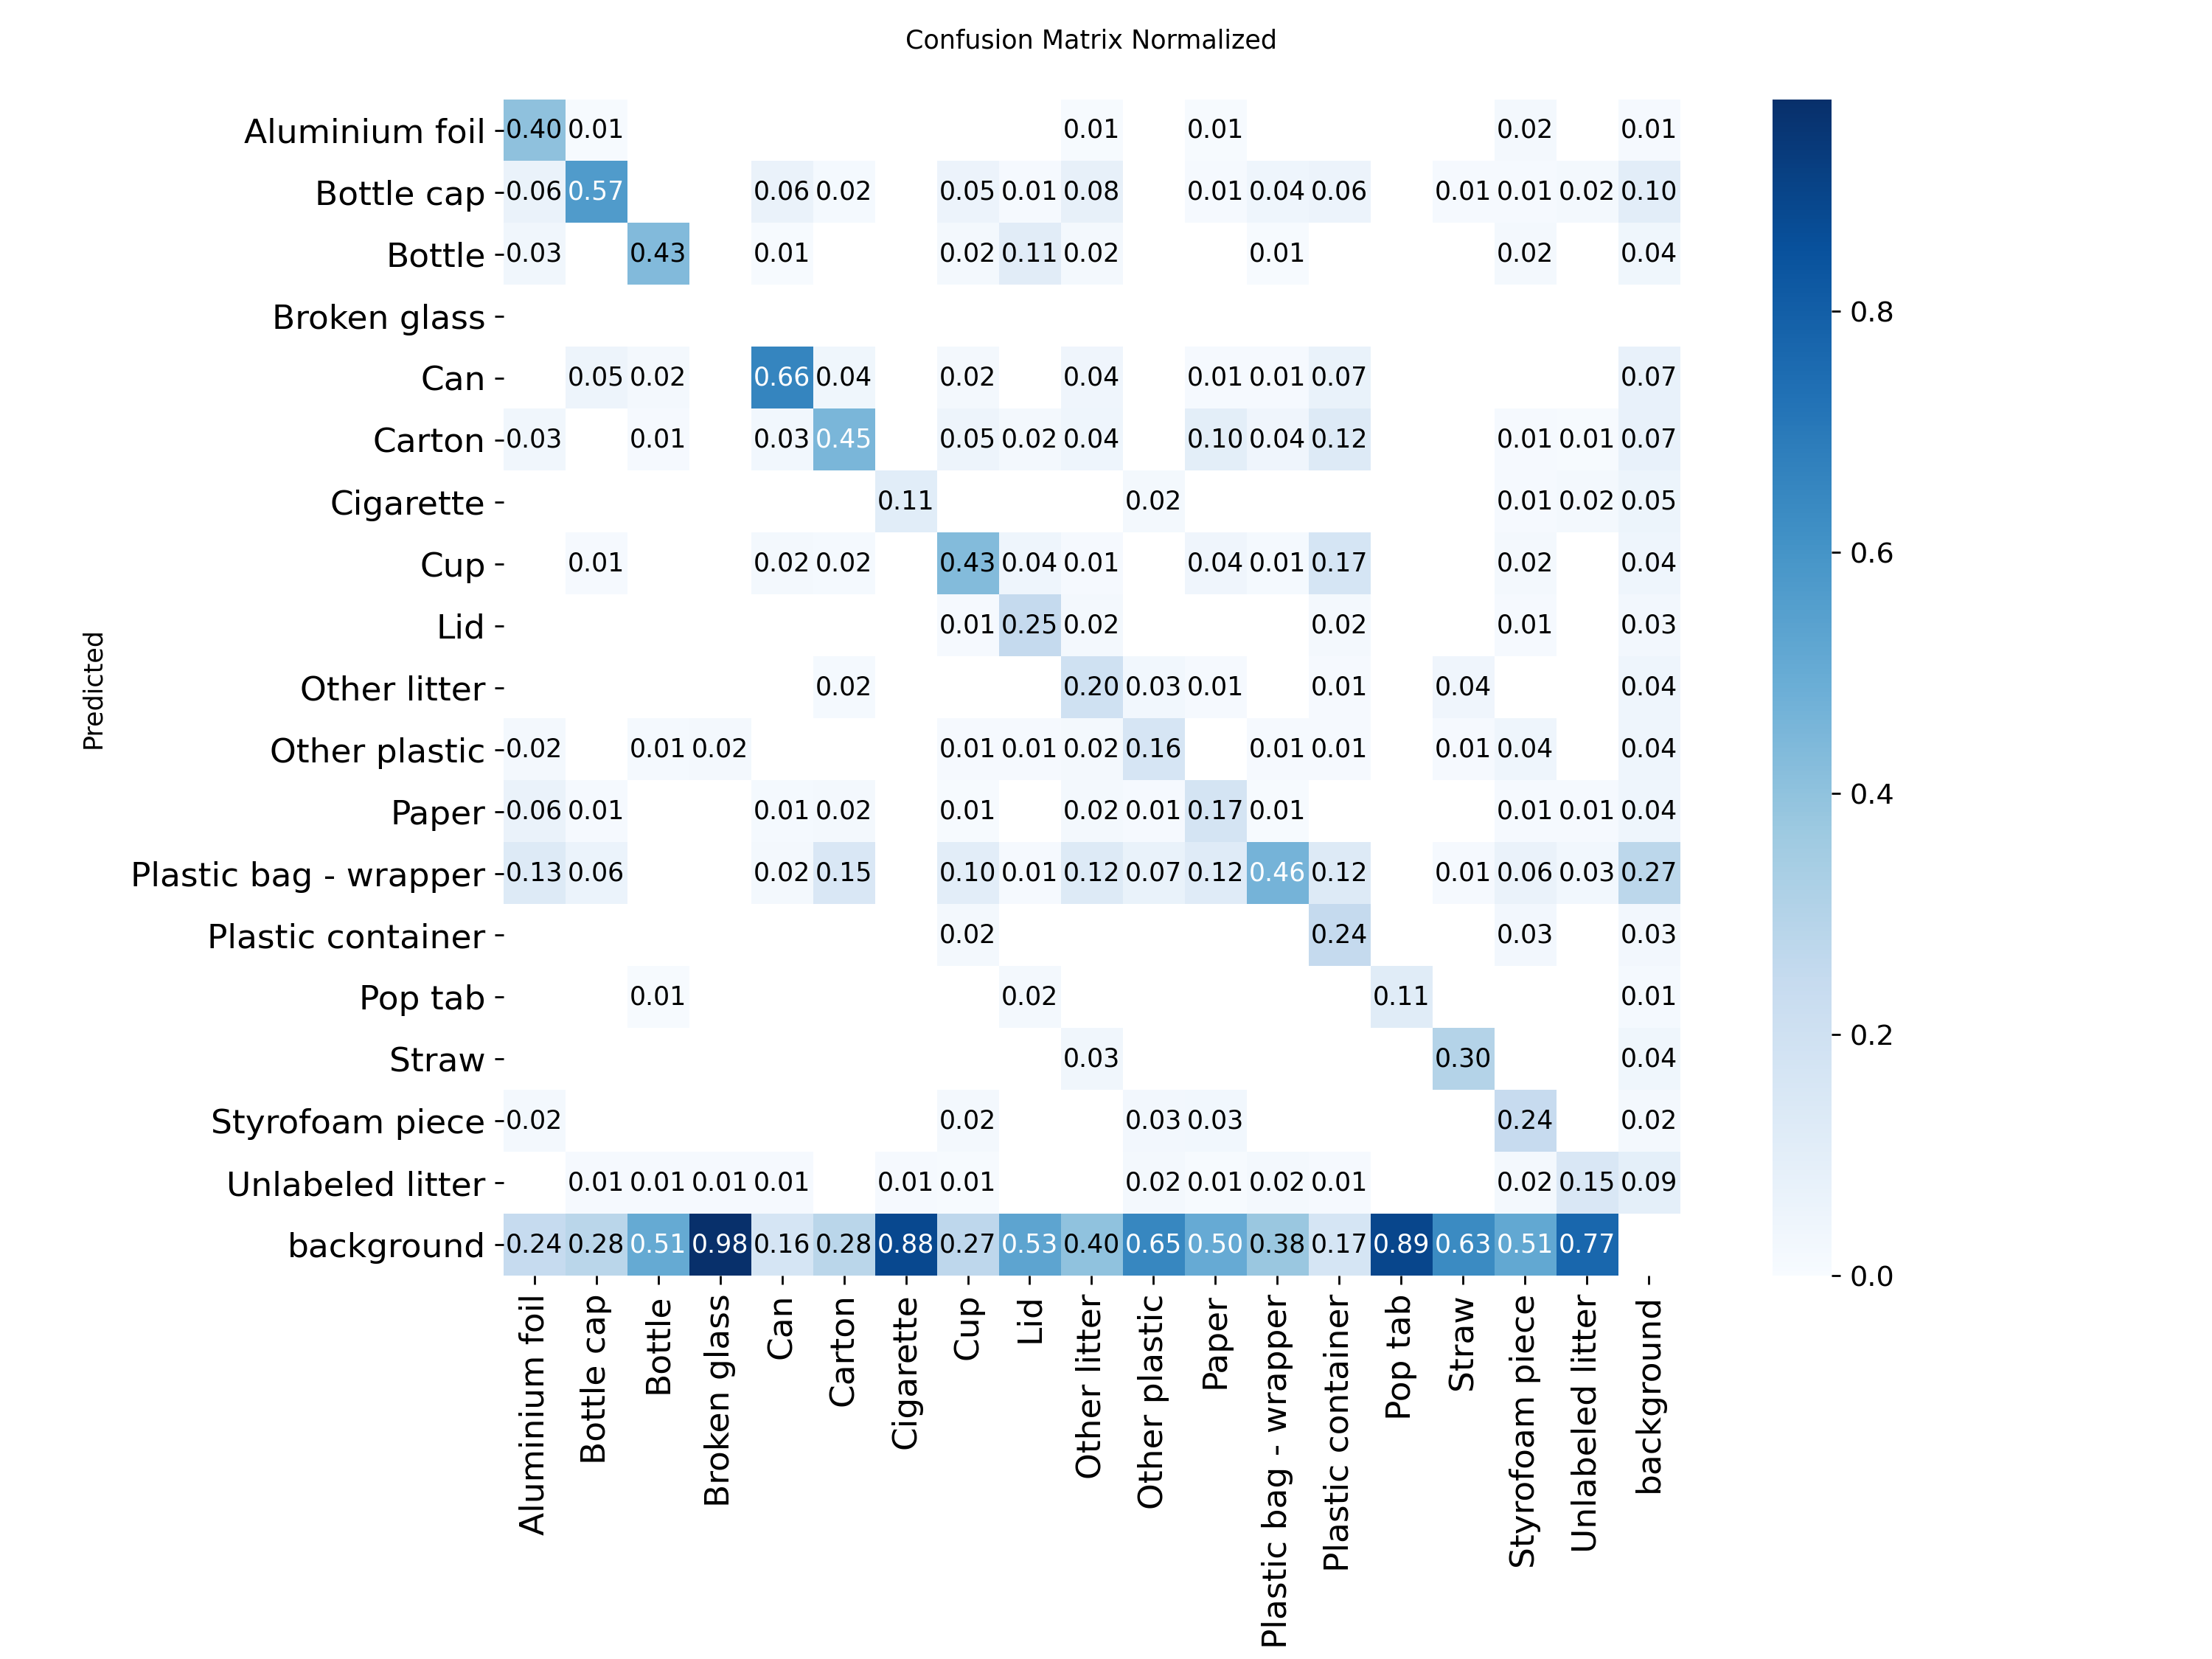 Confusion Matrix Normalized
Predicted
Aluminium foil 0.40 0.01 0.01 0.01 0.02 0.01
Bottle cap 0.06 0.57 0.06 0.02 0.05 0.01 0.08 0.01 0.04 0.06 0.01 0.01 0.02 0.10
Bottle 0.03 0.43 0.01 0.02 0.11 0.02 0.01 0.02 0.04
Broken glass
Can 0.05 0.02 0.66 0.04 0.02 0.04 0.01 0.01 0.07 0.07
Carton 0.03 0.01 0.03 0.45 0.05 0.02 0.04 0.10 0.04 0.12 0.01 0.01 0.07
Cigarette 0.11 0.02 0.01 0.02 0.05
Cup 0.01 0.02 0.02 0.43 0.04 0.01 0.04 0.01 0.17 0.02 0.04
Lid 0.01 0.25 0.02 0.02 0.01 0.03
Other litter 0.02 0.20 0.03 0.01 0.01 0.04 0.04
Other plastic 0.02 0.01 0.02 0.01 0.01 0.02 0.16 0.01 0.01 0.01 0.04 0.04
Paper 0.06 0.01 0.01 0.02 0.01 0.02 0.01 0.17 0.01 0.01 0.01 0.04
Plastic bag - wrapper 0.13 0.06 0.02 0.15 0.10 0.01 0.12 0.07 0.12 0.46 0.12 0.01 0.06 0.03 0.27
Plastic container 0.02 0.24 0.03 0.03
Pop tab 0.01 0.02 0.11 0.01
Straw 0.03 0.30 0.04
Styrofoam piece 0.02 0.02 0.03 0.03 0.24 0.02
Unlabeled litter 0.01 0.01 0.01 0.01 0.01 0.01 0.02 0.01 0.02 0.01 0.02 0.15 0.09
background 0.24 0.28 0.51 0.98 0.16 0.28 0.88 0.27 0.53 0.40 0.65 0.50 0.38 0.17 0.89 0.63 0.51 0.77
Aluminium foil
Bottle cap
Bottle
Broken glass
Can
Carton
Cigarette
Cup
Lid
Other litter
Other plastic
Paper
Plastic bag - wrapper
Plastic container
Pop tab
Straw
Styrofoam piece
Unlabeled litter
background
0.8
0.6
0.4
0.2
0.0